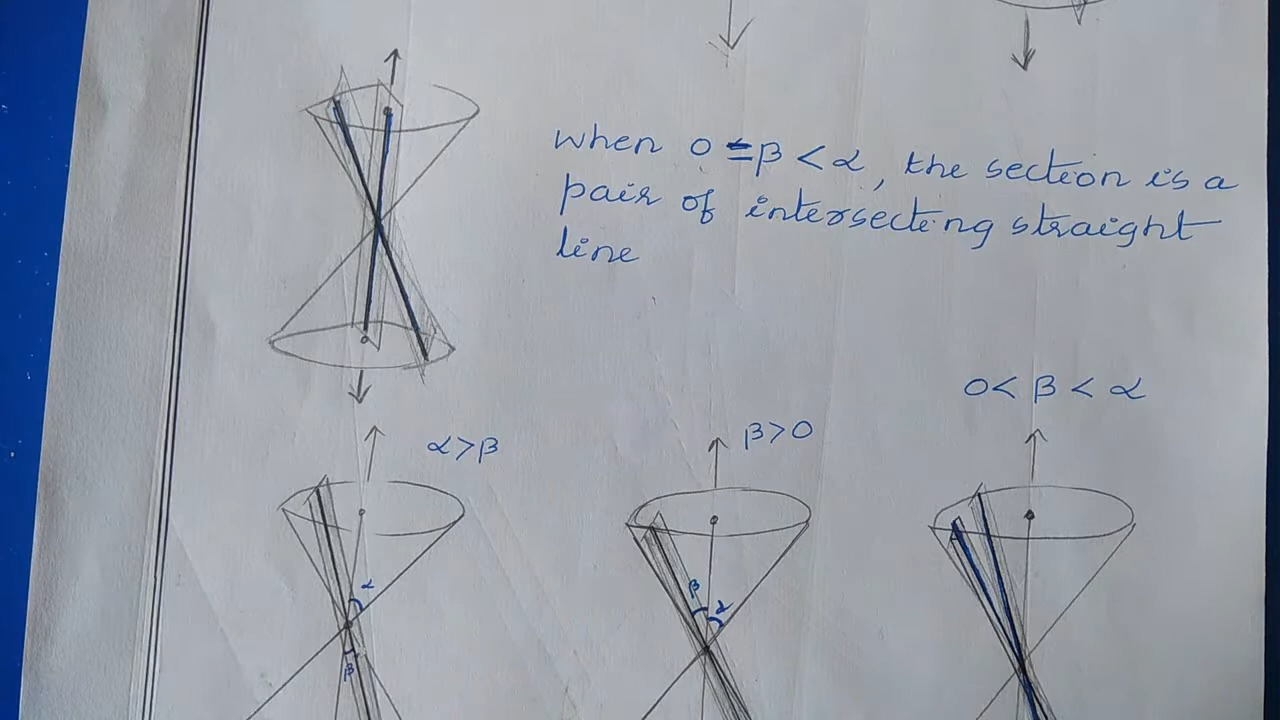 when 0 ≤ β < α, the section is a
pair of intersecting straight
line
0 < β < α
α > β
β > 0
α
β
β
α